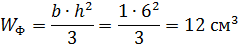 W_Ф = (b · h²)/3 = (1 · 6²)/3 = 12 см³